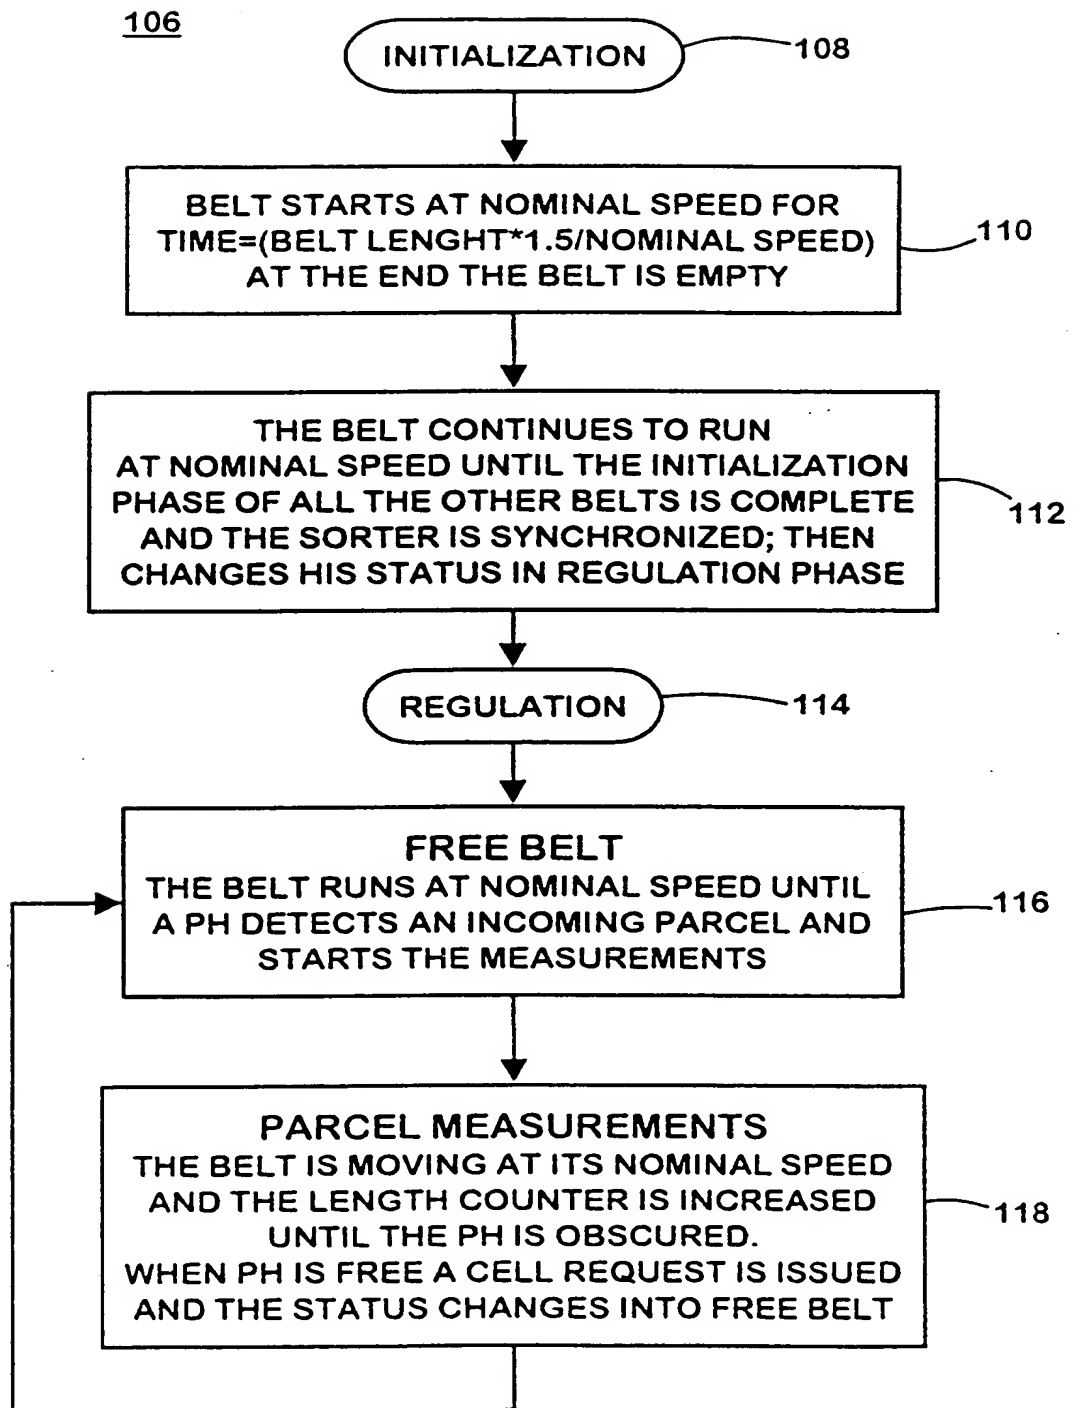 106
INITIALIZATION
108
BELT STARTS AT NOMINAL SPEED FOR
TIME=(BELT LENGHT*1.5/NOMINAL SPEED)
AT THE END THE BELT IS EMPTY
110
THE BELT CONTINUES TO RUN
AT NOMINAL SPEED UNTIL THE INITIALIZATION
PHASE OF ALL THE OTHER BELTS IS COMPLETE
AND THE SORTER IS SYNCHRONIZED; THEN
CHANGES HIS STATUS IN REGULATION PHASE
112
REGULATION
114
FREE BELT
THE BELT RUNS AT NOMINAL SPEED UNTIL
A PH DETECTS AN INCOMING PARCEL AND
STARTS THE MEASUREMENTS
116
PARCEL MEASUREMENTS
THE BELT IS MOVING AT ITS NOMINAL SPEED
AND THE LENGTH COUNTER IS INCREASED
UNTIL THE PH IS OBSCURED.
WHEN PH IS FREE A CELL REQUEST IS ISSUED
AND THE STATUS CHANGES INTO FREE BELT
118